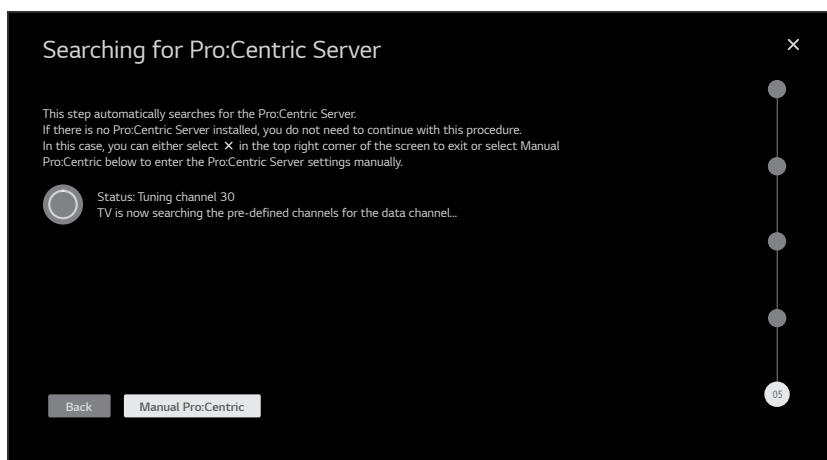 Searching for Pro:Centric Server
This step automatically searches for the Pro:Centric Server.
If there is no Pro:Centric Server installed, you do not need to continue with this procedure.
In this case, you can either select × in the top right corner of the screen to exit or select Manual
Pro:Centric below to enter the Pro:Centric Server settings manually.
Status: Tuning channel 30
TV is now searching the pre-defined channels for the data channel...
Back
Manual Pro:Centric
05